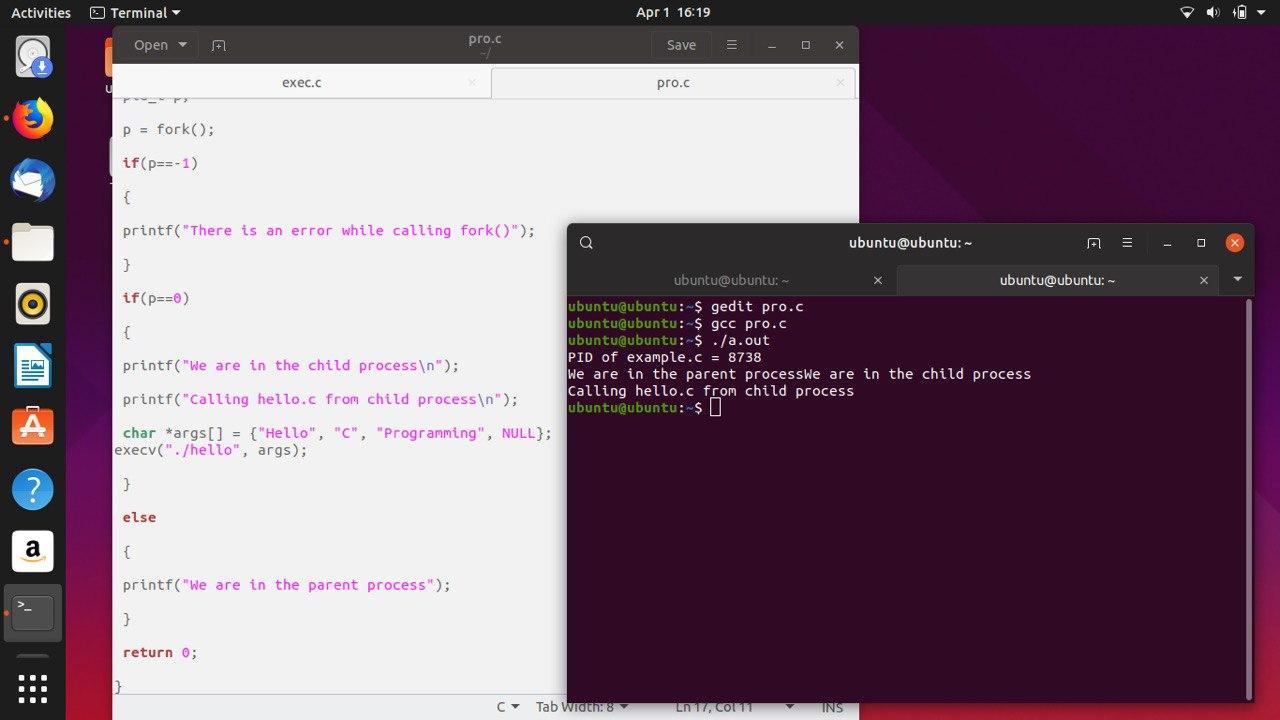 Activities Terminal Apr 1 16:19
Open pro.c Save
~/
exec.c pro.c
p = fork();
if(p==-1)
{
printf("There is an error while calling fork()");
}
if(p==0)
{
printf("We are in the child process\n");
printf("Calling hello.c from child process\n");
char *args[] = {"Hello", "C", "Programming", NULL};
execv("./hello", args);
}
else
{
printf("We are in the parent process");
}
return 0;
}
C Tab Width: 8 Ln 17, Col 11 INS
ubuntu@ubuntu: ~
ubuntu@ubuntu: ~ ubuntu@ubuntu: ~
ubuntu@ubuntu:~$ gedit pro.c
ubuntu@ubuntu:~$ gcc pro.c
ubuntu@ubuntu:~$ ./a.out
PID of example.c = 8738
We are in the parent processWe are in the child process
Calling hello.c from child process
ubuntu@ubuntu:~$